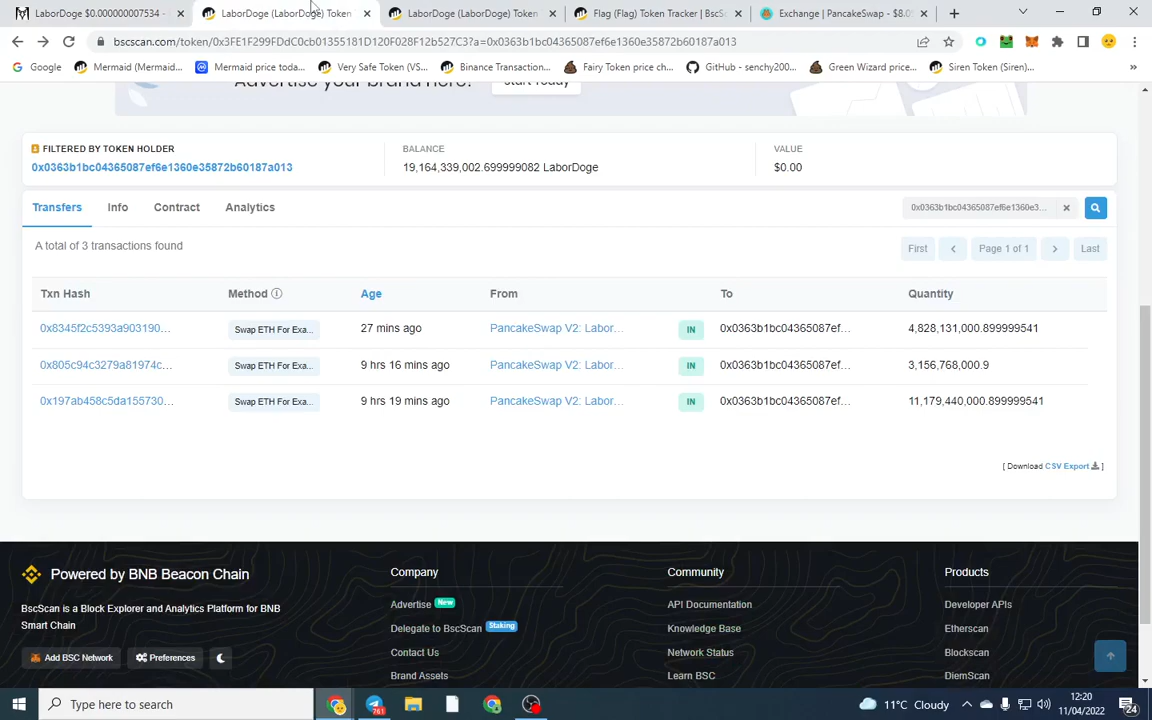 LaborDoge $0.000000007534 -
LaborDoge (LaborDoge) Token
LaborDoge (LaborDoge) Token
Flag (Flag) Token Tracker | BscS
Exchange | PancakeSwap - $8.0
bscscan.com/token/0x3FE1F299FDdC0cb01355181D120F028F12b527C3?a=0x0363b1bc04365087ef6e1360e35872b60187a013
Google
Mermaid (Mermaid...
Mermaid price toda...
Very Safe Token (VS...
Binance Transaction...
Fairy Token price ch...
GitHub - senchy200...
Green Wizard price...
Siren Token (Siren)...
»
Advertise your brand here!
Start Today
FILTERED BY TOKEN HOLDER
0x0363b1bc04365087ef6e1360e35872b60187a013
BALANCE
19,164,339,002.699999082 LaborDoge
VALUE
$0.00
Transfers
Info
Contract
Analytics
0x0363b1bc04365087ef6e1360e3...
A total of 3 transactions found
First
Page 1 of 1
Last
Txn Hash
Method
Age
From
To
Quantity
0x8345f2c5393a903190...
Swap ETH For Exa...
27 mins ago
PancakeSwap V2: Labor...
IN
0x0363b1bc04365087ef...
4,828,131,000.899999541
0x805c94c3279a81974c...
Swap ETH For Exa...
9 hrs 16 mins ago
PancakeSwap V2: Labor...
IN
0x0363b1bc04365087ef...
3,156,768,000.9
0x197ab458c5da155730...
Swap ETH For Exa...
9 hrs 19 mins ago
PancakeSwap V2: Labor...
IN
0x0363b1bc04365087ef...
11,179,440,000.899999541
[ Download CSV Export ]
Powered by BNB Beacon Chain
BscScan is a Block Explorer and Analytics Platform for BNB
Smart Chain
Add BSC Network
Preferences
Company
Advertise New
Delegate to BscScan Staking
Contact Us
Brand Assets
Community
API Documentation
Knowledge Base
Network Status
Learn BSC
Products
Developer APIs
Etherscan
Blockscan
DiemScan
Type here to search
761
11°C Cloudy
12:20
11/04/2022
24